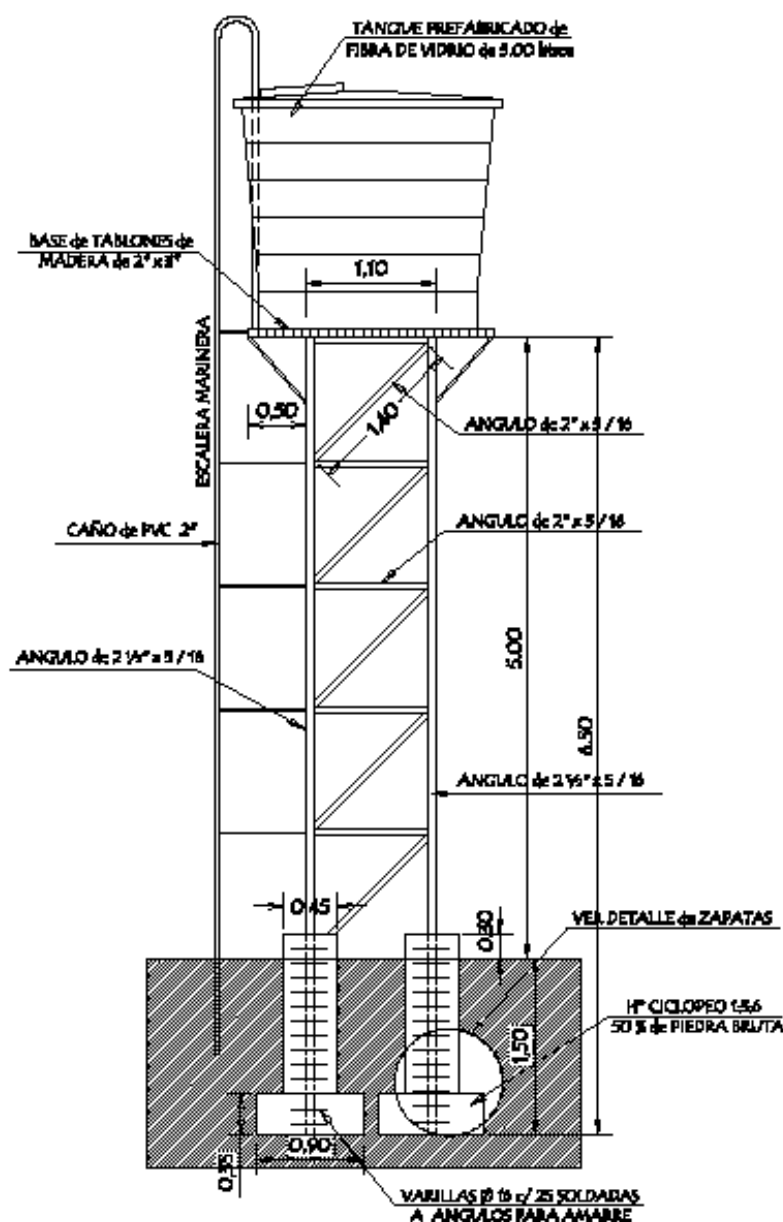 TANQUE PREFABRICADO de
FIBRA DE VIDRIO de 5.00 litros
BASE de TABLONES de
MADERA de 2" x 8"
1,10
ESCALERA MARINERA
0,50
1,40
ANGULO de 2" x 5 / 16
ANGULO de 2" x 5 / 16
CAÑO de PVC 2"
5.00
6.50
ANGULO de 2 ½" x 5 / 16
ANGULO de 2 ½" x 5 / 16
0,45
0,30
VER DETALLE de ZAPATAS
Hº CICLOPEO
50 % de PIEDRA BRUTA
1,50
0,35
0,90
VARILLAS Ø c/ 25 SOLDADAS
A ANGULOS PARA AMARRE